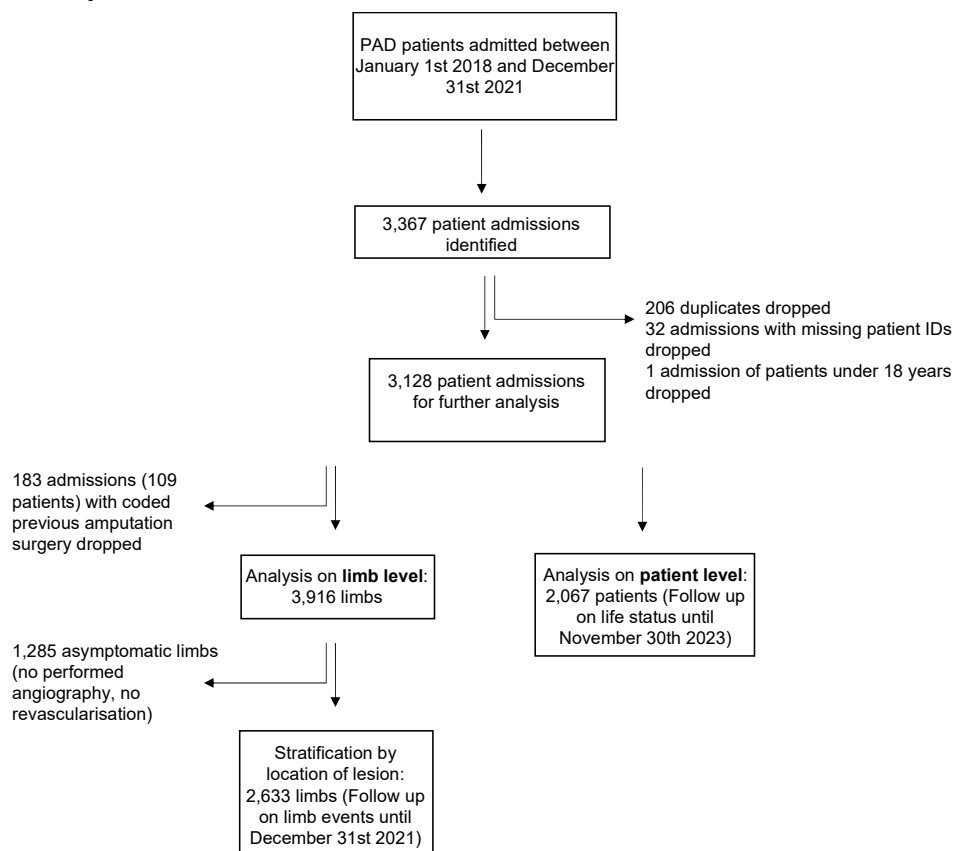 PAD patients admitted between
January 1st 2018 and December
31st 2021
3,367 patient admissions
identified
206 duplicates dropped
32 admissions with missing patient IDs
dropped
1 admission of patients under 18 years
dropped
3,128 patient admissions
for further analysis
183 admissions (109
patients) with coded
previous amputation
surgery dropped
Analysis on limb level:
3,916 limbs
Analysis on patient level:
2,067 patients (Follow up
on life status until
November 30th 2023)
1,285 asymptomatic limbs
(no performed
angiography, no
revascularisation)
Stratification by
location of lesion:
2,633 limbs (Follow up
on limb events until
December 31st 2021)